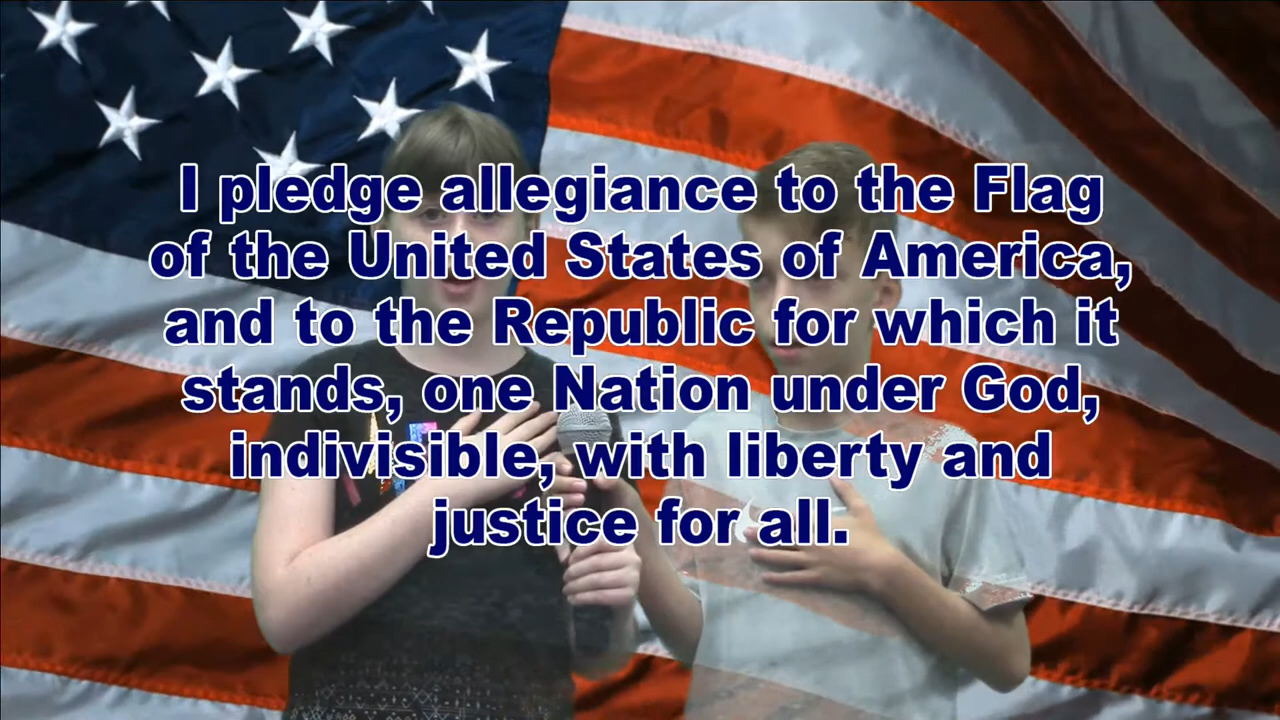 I pledge allegiance to the Flag
of the United States of America,
and to the Republic for which it
stands, one Nation under God,
indivisible, with liberty and
justice for all.